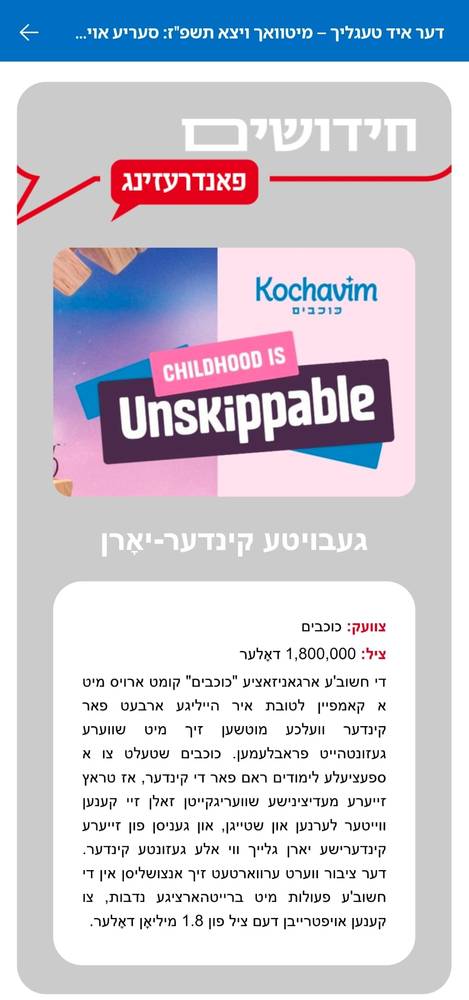 דער איד טעגליך – מיטוואך ויצא תשפ"ז: סעריע אוי...
חידושים
פאנדרעזינג
Kochavim
כוכבים
CHILDHOOD IS
Unskippable
געבויטע קינדער-יאָרן
צוועק: כוכבים
ציל: 1,800,000 דאָלער
די חשוב'ע ארגאניזאציע "כוכבים" קומט ארויס מיט
א קאמפיין לטובת איר הייליגע ארבעט פאר
קינדער וועלכע מוטשען זיך מיט שווערע
געזונטהייט פראבלעמען. כוכבים שטעלט צו א
ספעציעלע לימודים ראם פאר די קינדער, אז טראץ
זייערע מעדיצינישע שוועריגקייטן זאלן זיי קענען
ווייטער לערנען און שטייגן, און געניסן פון זייערע
קינדערישע יארן גלייך ווי אלע געזונטע קינדער.
דער ציבור ווערט ערווארטעט זיך אנצושליסן אין די
חשוב'ע פעולות מיט ברייטהארציגע נדבות, צו
קענען אויפטרייבן דעם ציל פון 1.8 מיליאָן דאָלער.